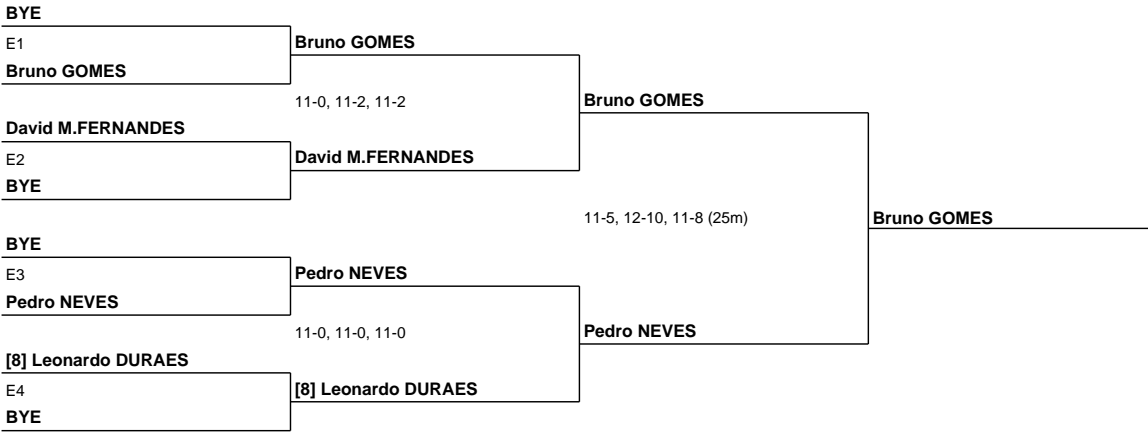 BYE
E1
Bruno GOMES
Bruno GOMES
11-0, 11-2, 11-2
Bruno GOMES
David M.FERNANDES
E2
David M.FERNANDES
BYE
11-5, 12-10, 11-8 (25m)
Bruno GOMES
BYE
E3
Pedro NEVES
Pedro NEVES
11-0, 11-0, 11-0
Pedro NEVES
[8] Leonardo DURAES
E4
[8] Leonardo DURAES
BYE